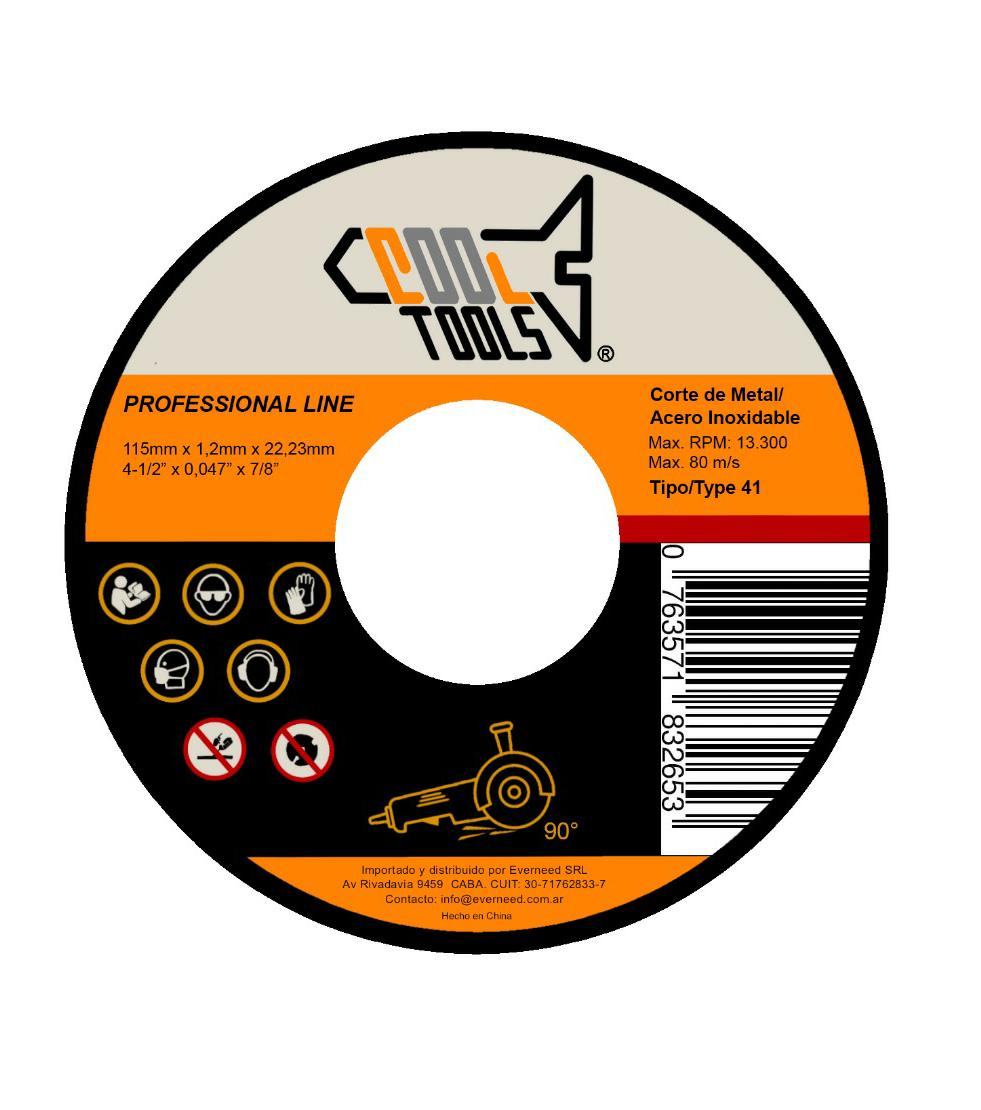 COOL
TOOLS
®
PROFESSIONAL LINE
115mm x 1,2mm x 22,23mm
4-1/2” x 0,047” x 7/8”
Corte de Metal/
Acero Inoxidable
Max. RPM: 13.300
Max. 80 m/s
Tipo/Type 41
0 763571 832653
90°
Importado y distribuido por Everneed SRL
Av Rivadavia 9459 CABA. CUIT: 30-71762833-7
Contacto: info@everneed.com.ar
Hecho en China